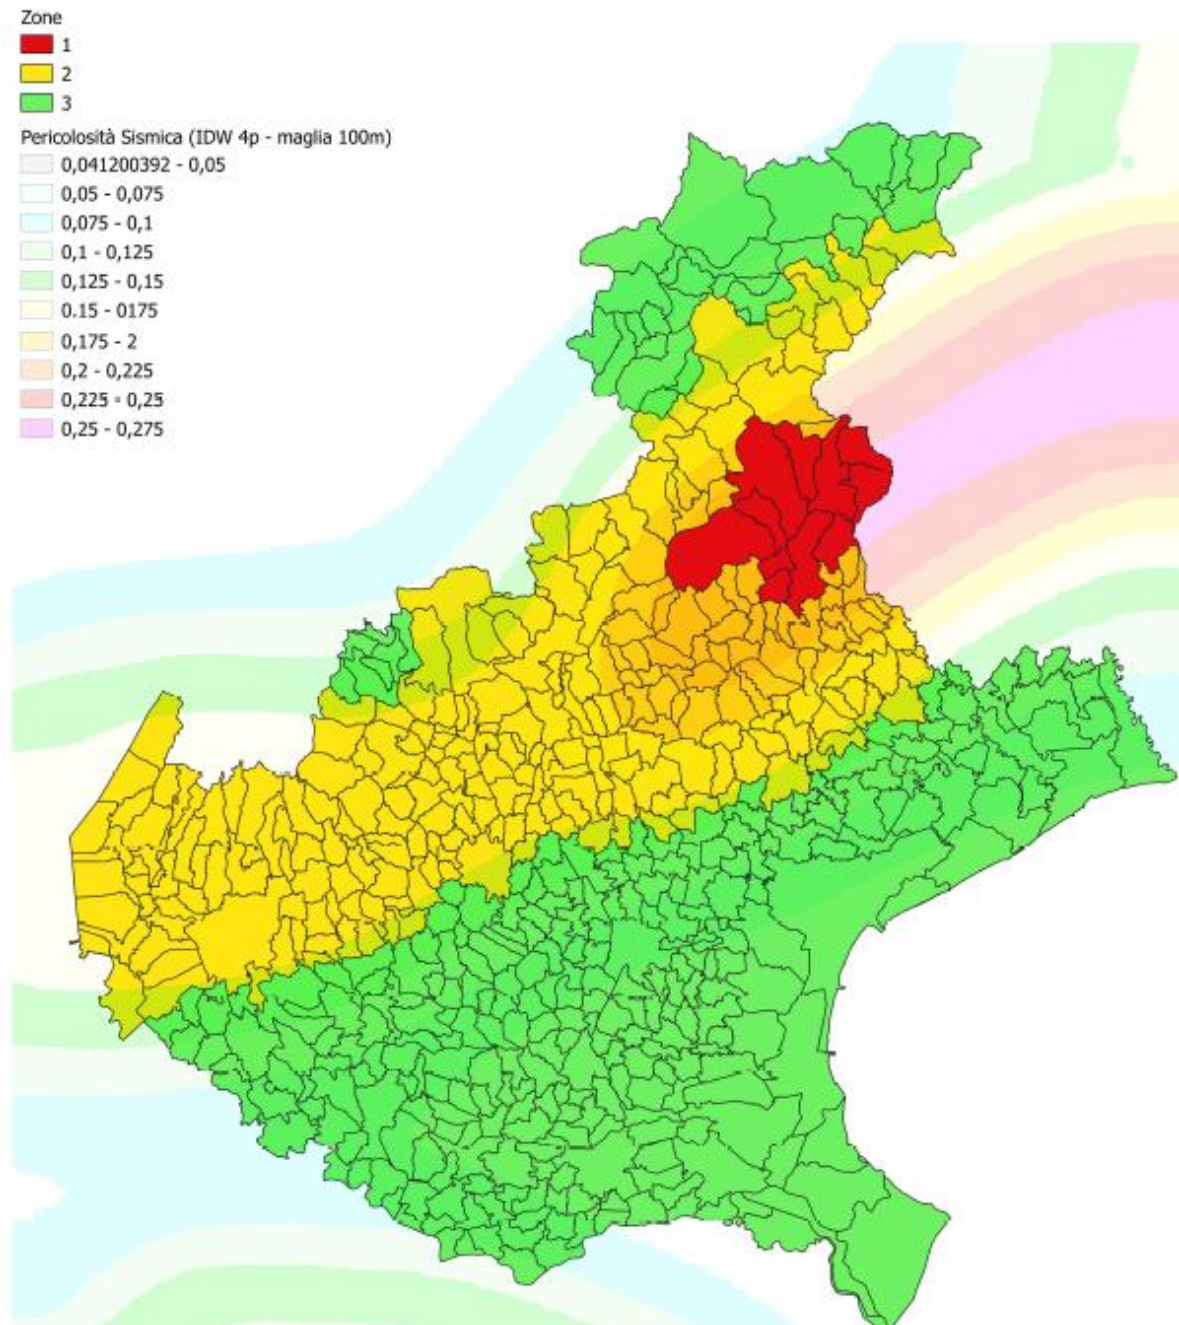 Zone
1
2
3
Pericolosità Sismica (IDW 4p - maglia 100m)
0,041200392 - 0,05
0,05 - 0,075
0,075 - 0,1
0,1 - 0,125
0,125 - 0,15
0.15 - 0175
0,175 - 2
0,2 - 0,225
0,225 - 0,25
0,25 - 0,275